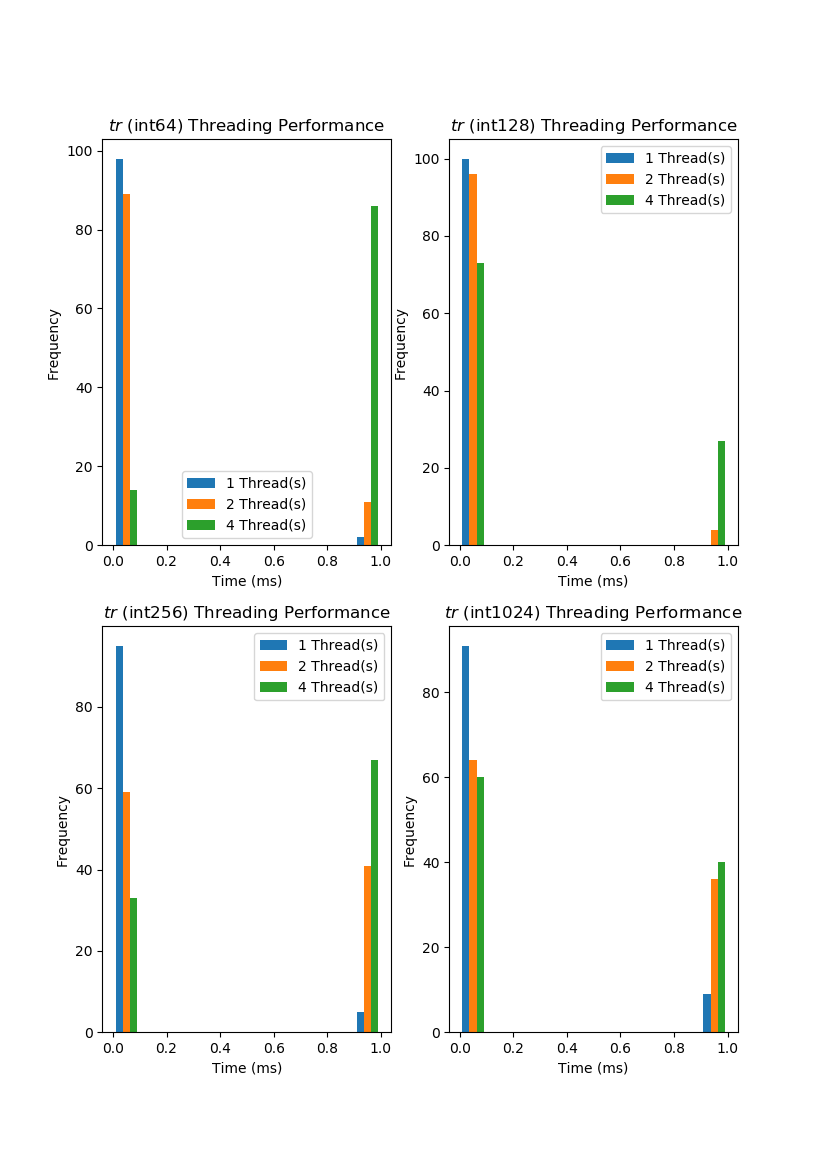 tr (int64) Threading Performance
100
80
60
40
20
0
Frequency
0.0 0.2 0.4 0.6 0.8 1.0
Time (ms)
1 Thread(s)
2 Thread(s)
4 Thread(s)
tr (int128) Threading Performance
100
80
60
40
20
0
Frequency
0.0 0.2 0.4 0.6 0.8 1.0
Time (ms)
1 Thread(s)
2 Thread(s)
4 Thread(s)
tr (int256) Threading Performance
80
60
40
20
0
Frequency
0.0 0.2 0.4 0.6 0.8 1.0
Time (ms)
1 Thread(s)
2 Thread(s)
4 Thread(s)
tr (int1024) Threading Performance
80
60
40
20
0
Frequency
0.0 0.2 0.4 0.6 0.8 1.0
Time (ms)
1 Thread(s)
2 Thread(s)
4 Thread(s)